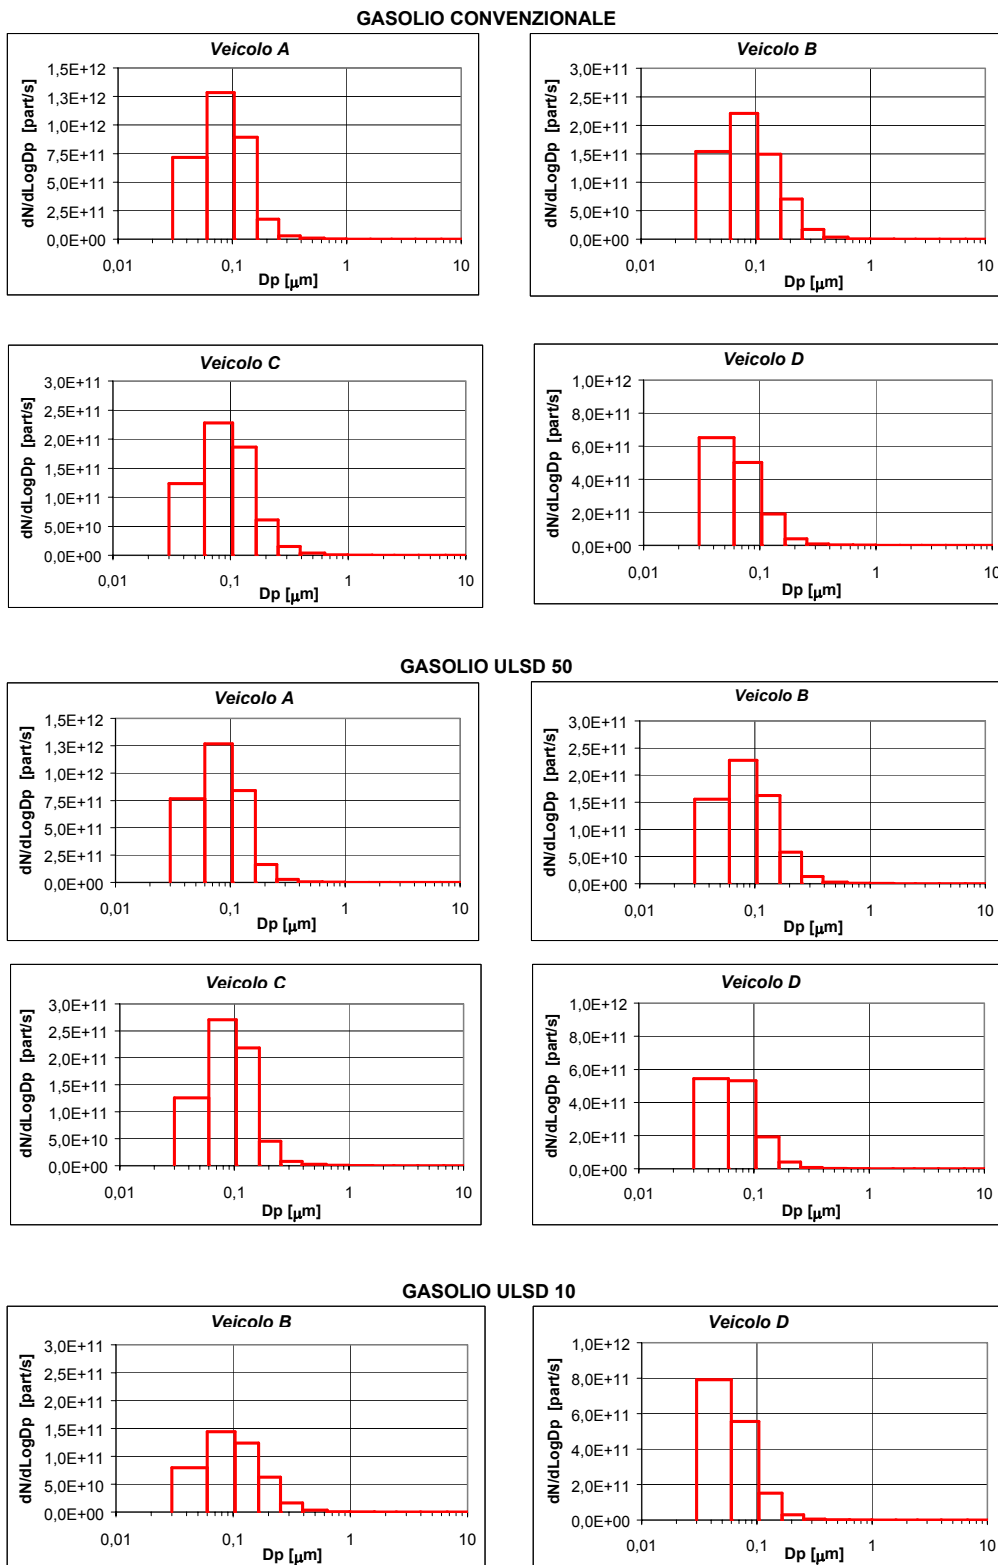 GASOLIO CONVENZIONALE
Veicolo A
dN/dLogDp [part/s]
1,5E+12
1,3E+12
1,0E+12
7,5E+11
5,0E+11
2,5E+11
0,0E+00
0,01 0,1 1 10
Dp [µm]
Veicolo B
dN/dLogDp [part/s]
3,0E+11
2,5E+11
2,0E+11
1,5E+11
1,0E+11
5,0E+10
0,0E+00
0,01 0,1 1 10
Dp [µm]
Veicolo C
dN/dLogDp [part/s]
3,0E+11
2,5E+11
2,0E+11
1,5E+11
1,0E+11
5,0E+10
0,0E+00
0,01 0,1 1 10
Dp [µm]
Veicolo D
dN/dLogDp [part/s]
1,0E+12
8,0E+11
6,0E+11
4,0E+11
2,0E+11
0,0E+00
0,01 0,1 1 10
Dp [µm]
GASOLIO ULSD 50
Veicolo A
dN/dLogDp [part/s]
1,5E+12
1,3E+12
1,0E+12
7,5E+11
5,0E+11
2,5E+11
0,0E+00
0,01 0,1 1 10
Dp [µm]
Veicolo B
dN/dLogDp [part/s]
3,0E+11
2,5E+11
2,0E+11
1,5E+11
1,0E+11
5,0E+10
0,0E+00
0,01 0,1 1 10
Dp [µm]
Veicolo C
dN/dLogDp [part/s]
3,0E+11
2,5E+11
2,0E+11
1,5E+11
1,0E+11
5,0E+10
0,0E+00
0,01 0,1 1 10
Dp [µm]
Veicolo D
dN/dLogDp [part/s]
1,0E+12
8,0E+11
6,0E+11
4,0E+11
2,0E+11
0,0E+00
0,01 0,1 1 10
Dp [µm]
GASOLIO ULSD 10
Veicolo B
dN/dLogDp [part/s]
3,0E+11
2,5E+11
2,0E+11
1,5E+11
1,0E+11
5,0E+10
0,0E+00
0,01 0,1 1 10
Dp [µm]
Veicolo D
dN/dLogDp [part/s]
1,0E+12
8,0E+11
6,0E+11
4,0E+11
2,0E+11
0,0E+00
0,01 0,1 1 10
Dp [µm]